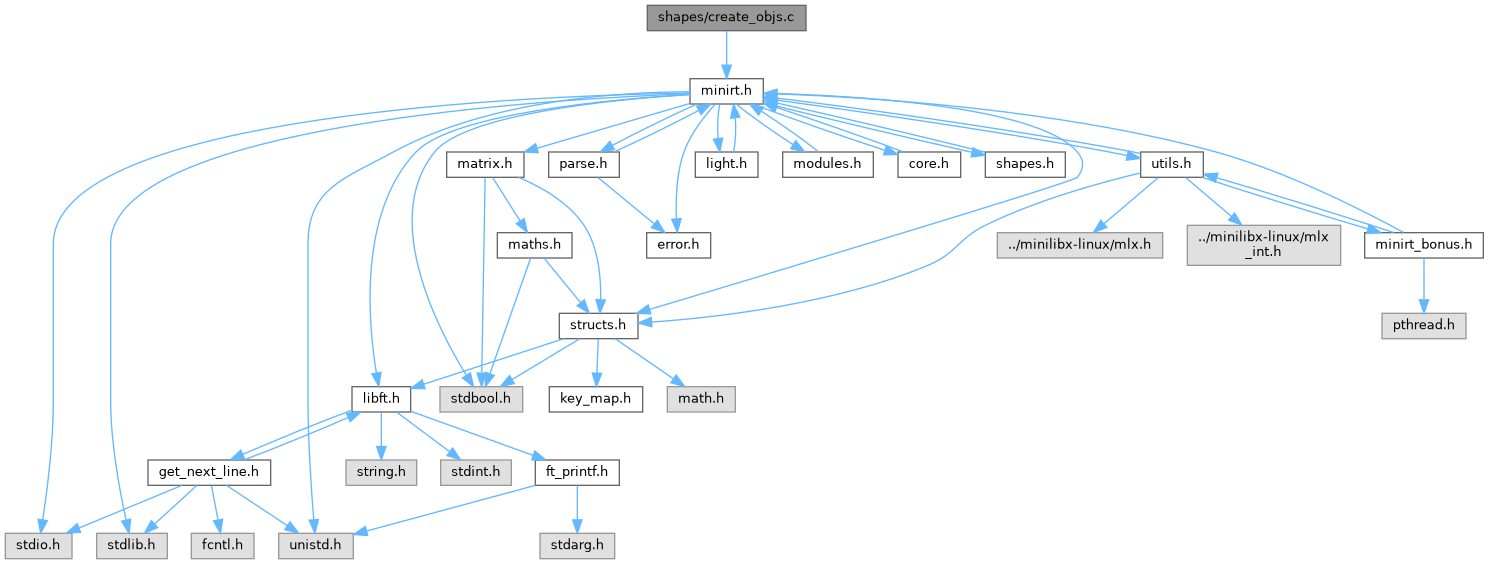 shapes/create_objs.c
minirt.h
matrix.h
parse.h
light.h
modules.h
core.h
shapes.h
utils.h
maths.h
error.h
../minilibx-linux/mlx.h
../minilibx-linux/mlx
_int.h
minirt_bonus.h
structs.h
pthread.h
libft.h
stdbool.h
key_map.h
math.h
get_next_line.h
string.h
stdint.h
ft_printf.h
stdio.h
stdlib.h
fcntl.h
unistd.h
stdarg.h